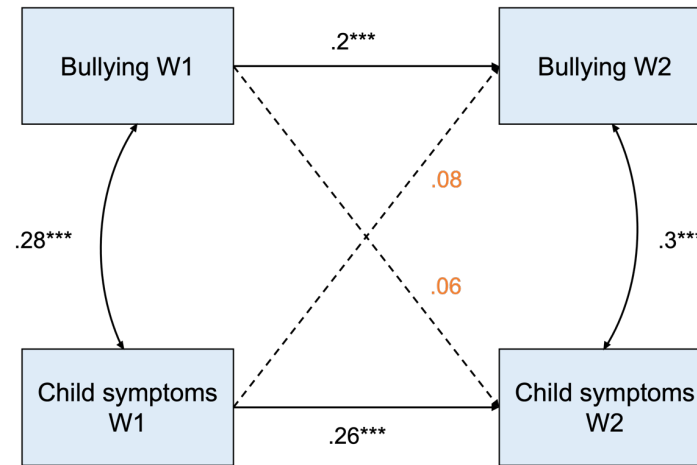 .2***
Bullying W1
Bullying W2
.08
.28***
.3***
.06
Child symptoms
W1
Child symptoms
W2
.26***